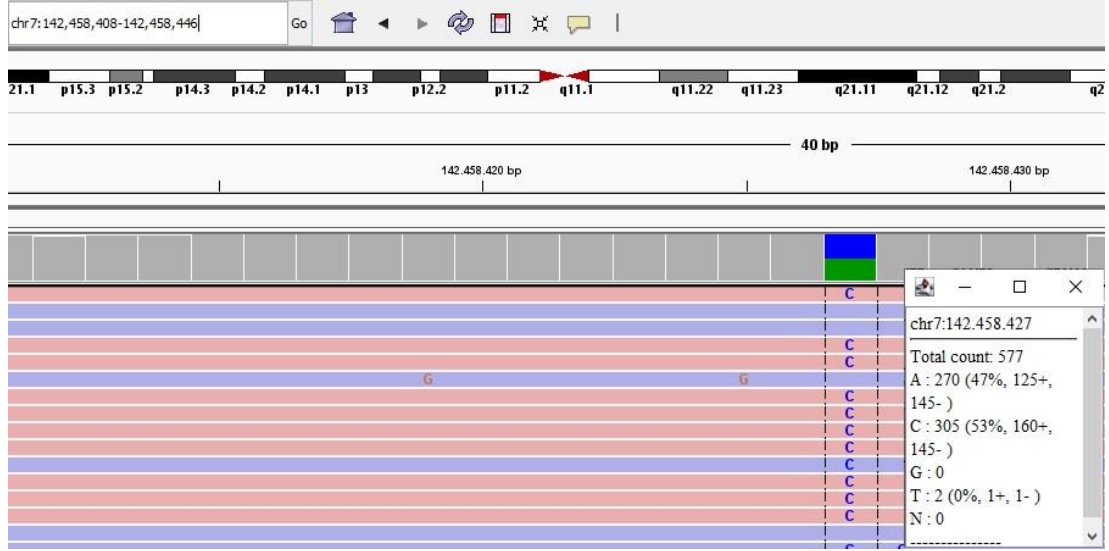 chr7:142,458,408-142,458,446
Go
21.1 p15.3 p15.2 p14.3 p14.2 p14.1 p13 p12.2 p11.2 q11.1 q11.22 q11.23 q21.11 q21.12 q21.2 q2
40 bp
142.458.420 bp 142.458.430 bp
C
chr7:142.458.427
Total count: 577
A : 270 (47%, 125+,
145- )
C : 305 (53%, 160+,
145- )
G : 0
T : 2 (0%, 1+, 1- )
N : 0
---------------
C
C
G G
C
C
C
C
C
C
C
C
C C